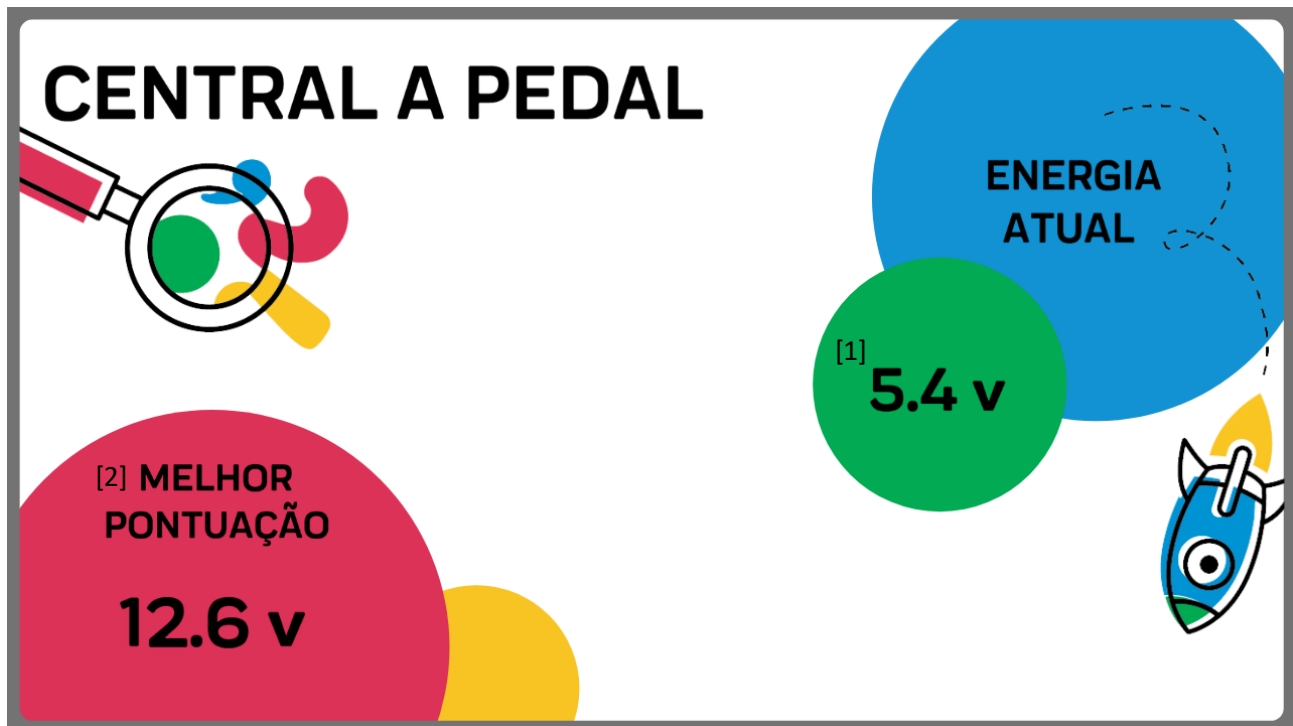 CENTRAL A PEDAL
ENERGIA
ATUAL
[1]
5.4 v
[2] MELHOR
PONTUAÇÃO
12.6 v